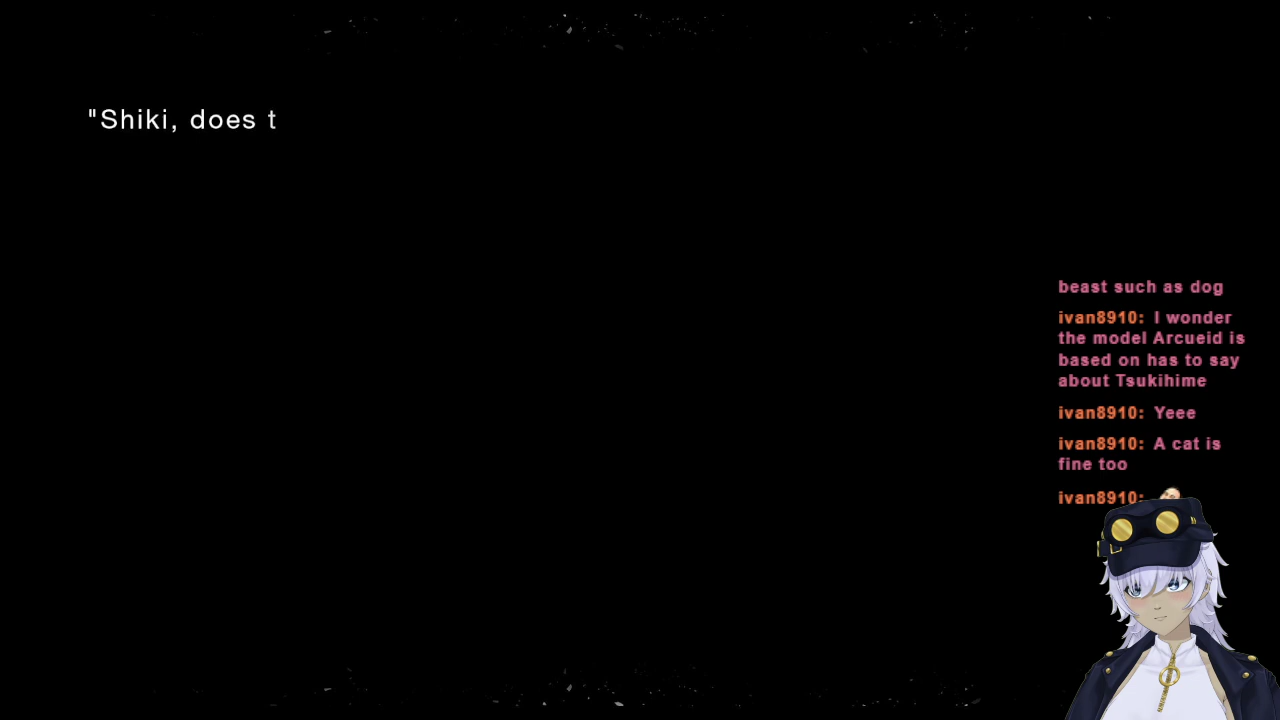 "Shiki, does t
beast such as dog
ivan8910: I wonder
the model Arcueid is
based on has to say
about Tsukihime
ivan8910: Yeee
ivan8910: A cat is
fine too
ivan8910: